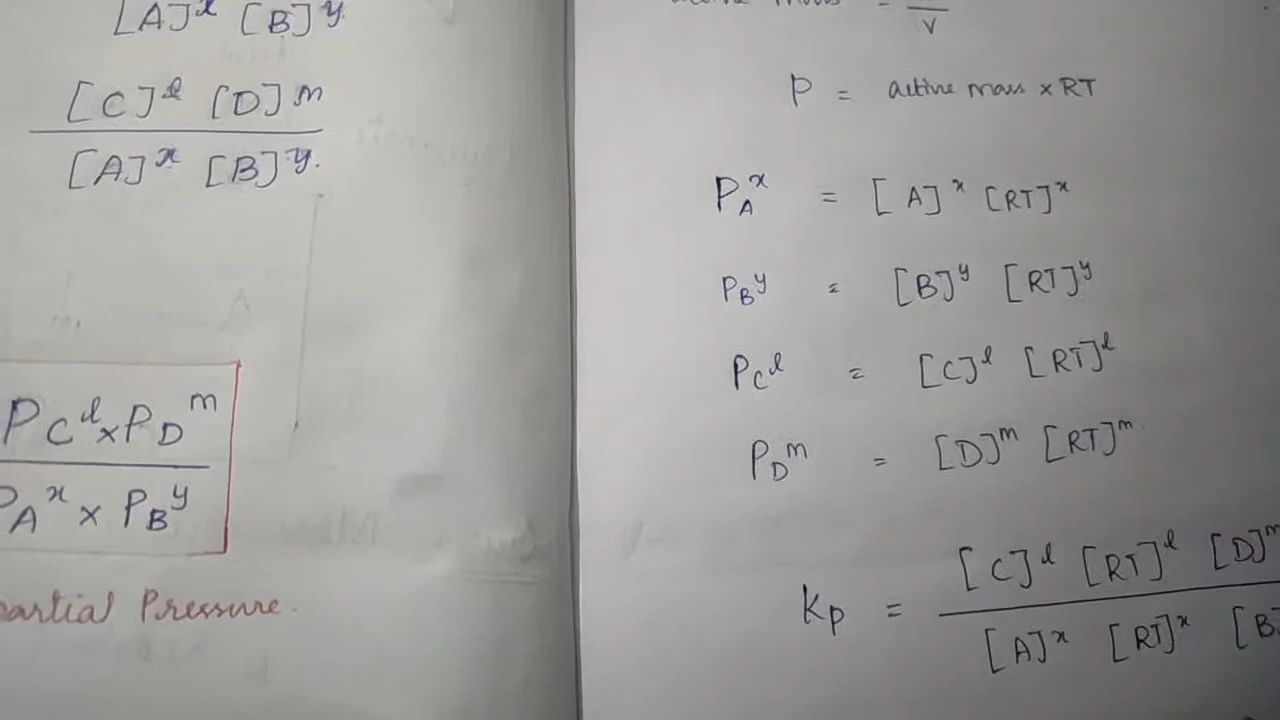 [A]^x [B]^y.
[C]^l [D]^m
[A]^x [B]^y.
P_C^l × P_D^m
P_A^x × P_B^y
Partial Pressure.
V
P = active mass × RT
P_A^x = [A]^x [RT]^x
P_B^y = [B]^y [RT]^y
P_C^l = [C]^l [RT]^l
P_D^m = [D]^m [RT]^m
Kp = [C]^l [RT]^l [D]^m
[A]^x [RT]^x [B]